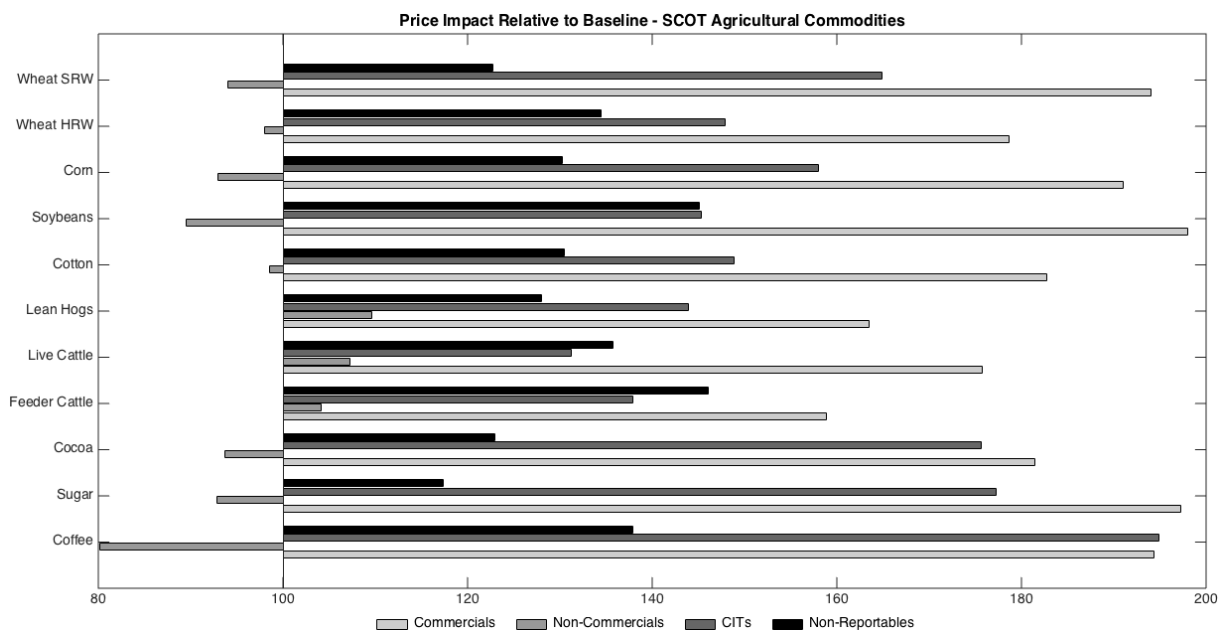 Price Impact Relative to Baseline - SCOT Agricultural Commodities
Wheat SRW
Wheat HRW
Corn
Soybeans
Cotton
Lean Hogs
Live Cattle
Feeder Cattle
Cocoa
Sugar
Coffee
80 100 120 140 160 180 200
Commercials Non-Commercials CITs Non-Reportables